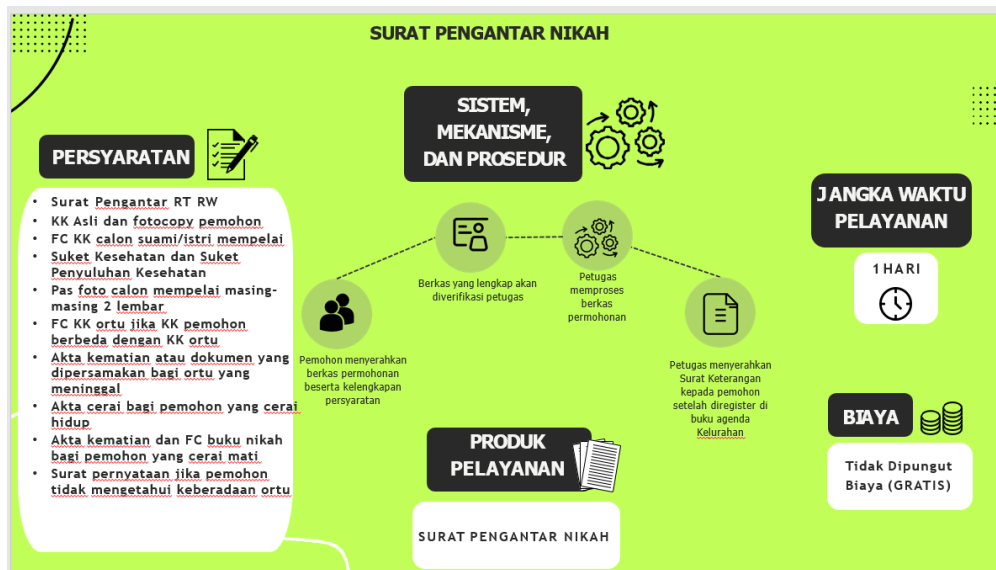 SURAT PENGANTAR NIKAH
PERSYARATAN
• Surat Pengantar RT RW
• KK Asli dan fotocopy pemohon
• FC KK calon suami/istri mempelai
• Suket Kesehatan dan Suket
Penyuluhan Kesehatan
• Pas foto calon mempelai masing-
masing 2 lembar
• FC KK ortu jika KK pemohon
berbeda dengan KK ortu
• Akta kematian atau dokumen yang
dipersamakan bagi ortu yang
meninggal
• Akta cerai bagi pemohon yang cerai
hidup
• Akta kematian dan FC buku nikah
bagi pemohon yang cerai mati
• Surat pernyataan jika pemohon
tidak mengetahui keberadaan ortu
SISTEM,
MEKANISME,
DAN PROSEDUR
Pemohon menyerahkan
berkas permohonan
beserta kelengkapan
persyaratan
Berkas yang lengkap akan
diverifikasi petugas
Petugas
memproses
berkas
permohonan
Petugas menyerahkan
Surat Keterangan
kepada pemohon
setelah diregister di
buku agenda
Kelurahan
PRODUK
PELAYANAN
SURAT PENGANTAR NIKAH
JANGKA WAKTU
PELAYANAN
1 HARI
BIAYA
Tidak Dipungut
Biaya (GRATIS)